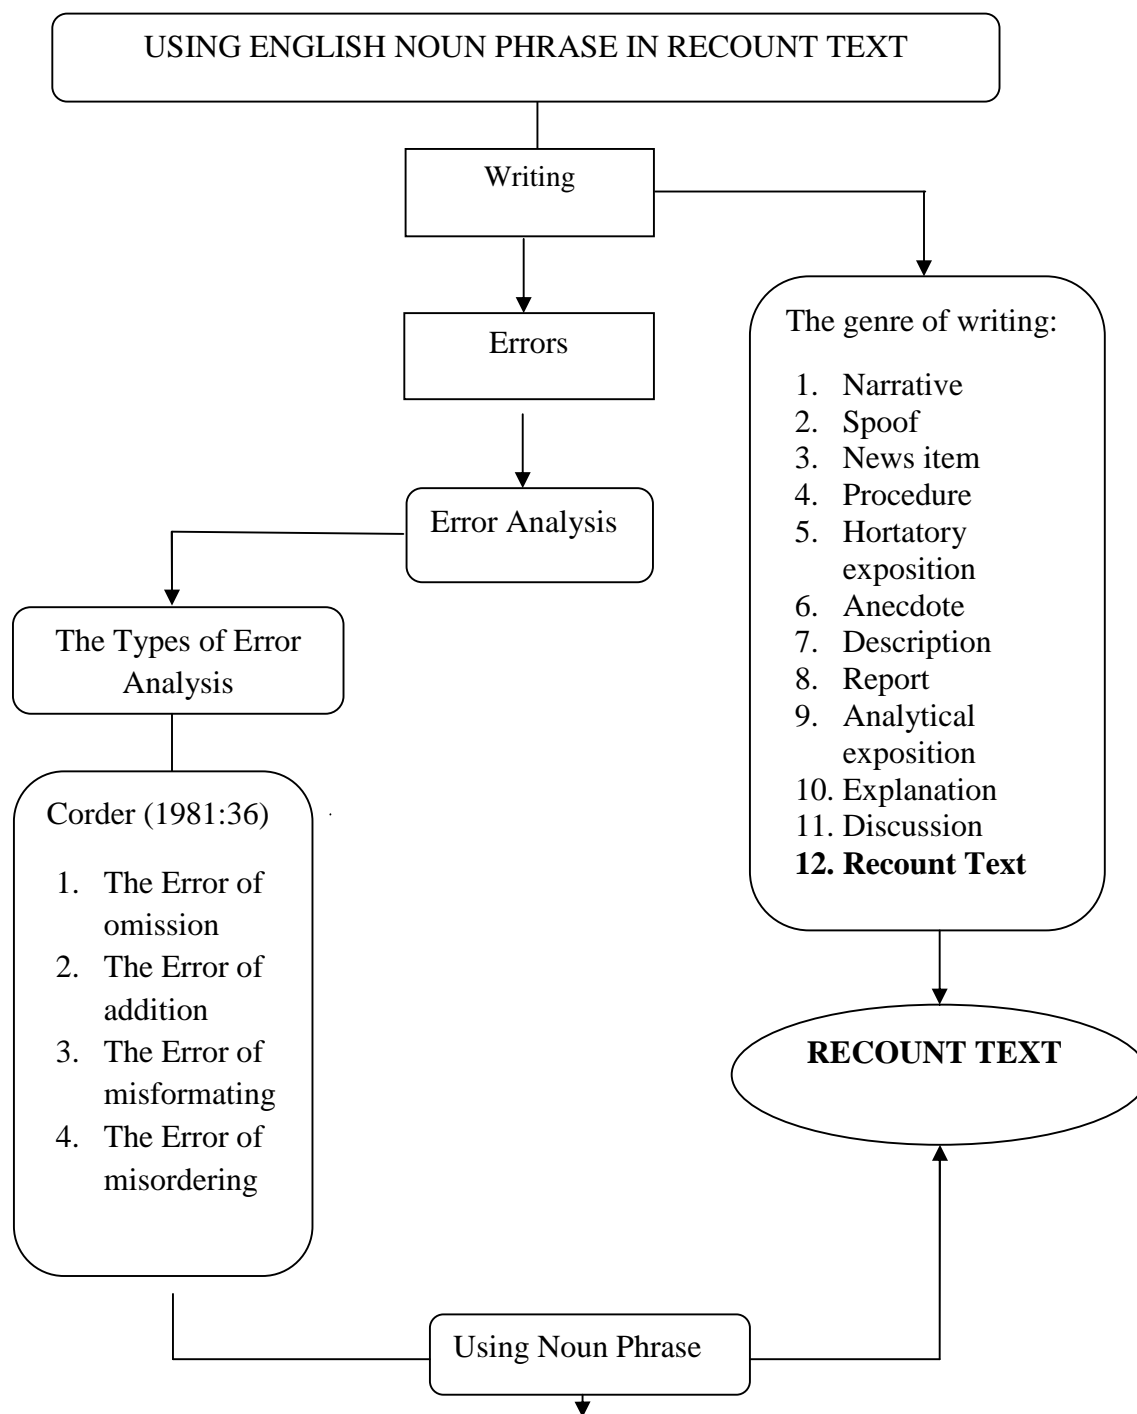 USING ENGLISH NOUN PHRASE IN RECOUNT TEXT
Writing
Errors
Error Analysis
The Types of Error
Analysis
Corder (1981:36)
1. The Error of
omission
2. The Error of
addition
3. The Error of
misformating
4. The Error of
misordering
The genre of writing:
1. Narrative
2. Spoof
3. News item
4. Procedure
5. Hortatory
exposition
6. Anecdote
7. Description
8. Report
9. Analytical
exposition
10. Explanation
11. Discussion
12. Recount Text
RECOUNT TEXT
Using Noun Phrase